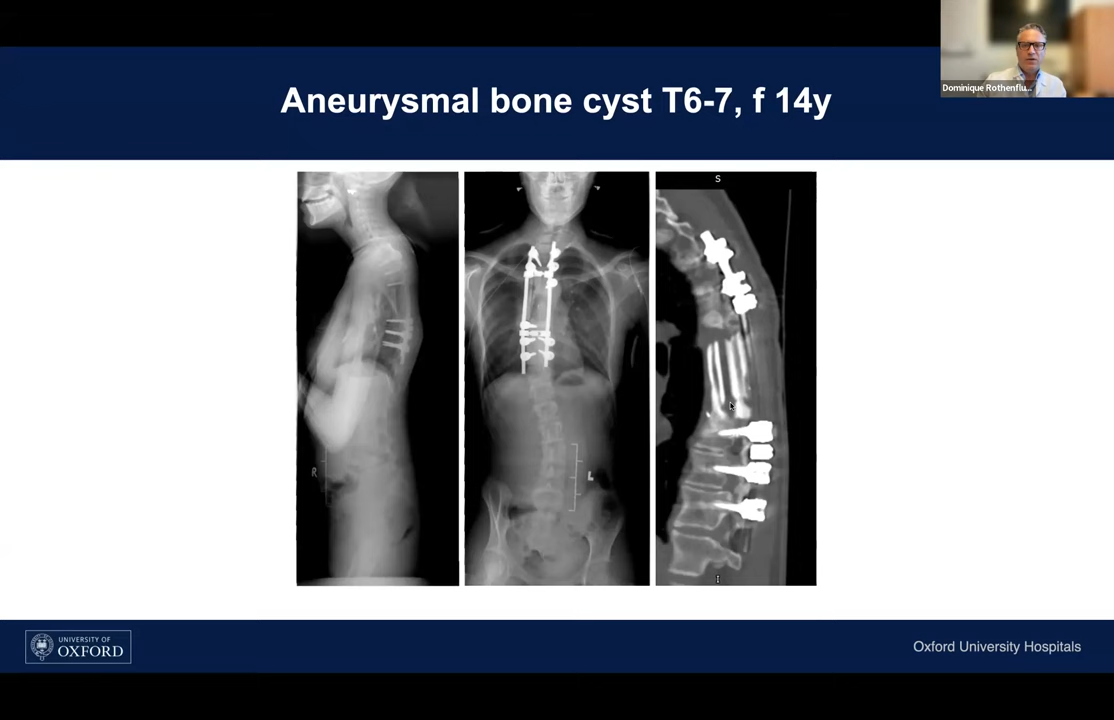 Aneurysmal bone cyst T6-7, f 14y
Dominique Rothenflu...
S
R
L
I
UNIVERSITY OF
OXFORD
Oxford University Hospitals